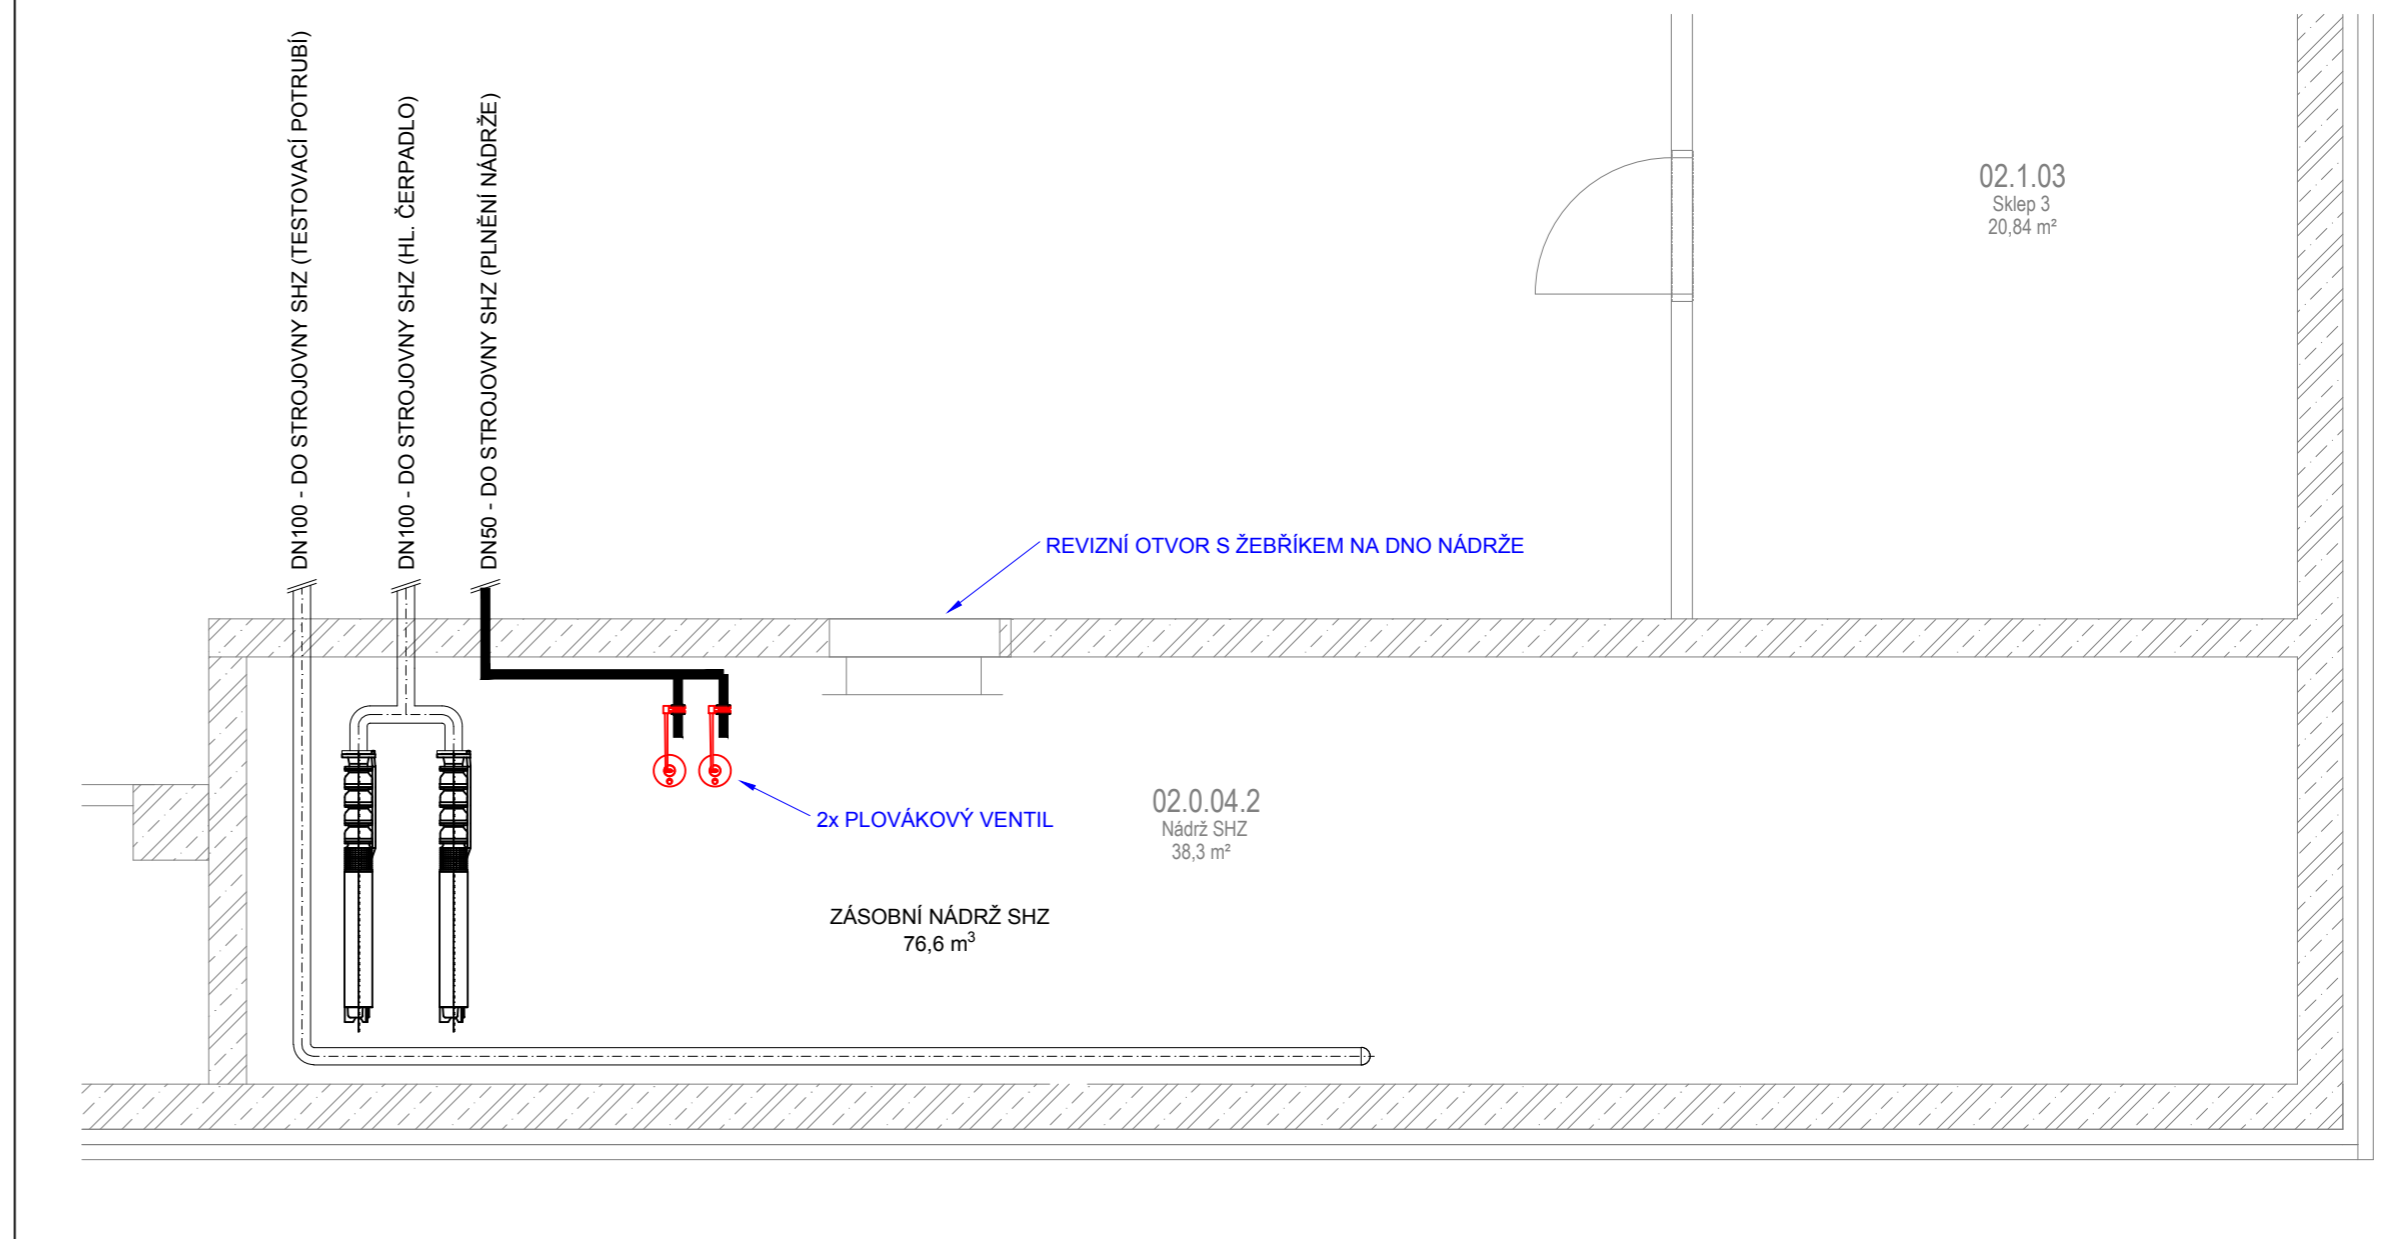 DN100 - DO STROJOVNY SHZ (TESTOVACÍ POTRUBÍ)
DN100 - DO STROJOVNY SHZ (HL. ČERPADLO)
DN50 - DO STROJOVNY SHZ (PLNĚNÍ NÁDRŽE)
02.1.03
Sklep 3
20,84 m²
REVIZNÍ OTVOR S ŽEBŘÍKEM NA DNO NÁDRŽE
2x PLOVÁKOVÝ VENTIL
02.0.04.2
Nádrž SHZ
38,3 m²
ZÁSOBNÍ NÁDRŽ SHZ
76,6 m³